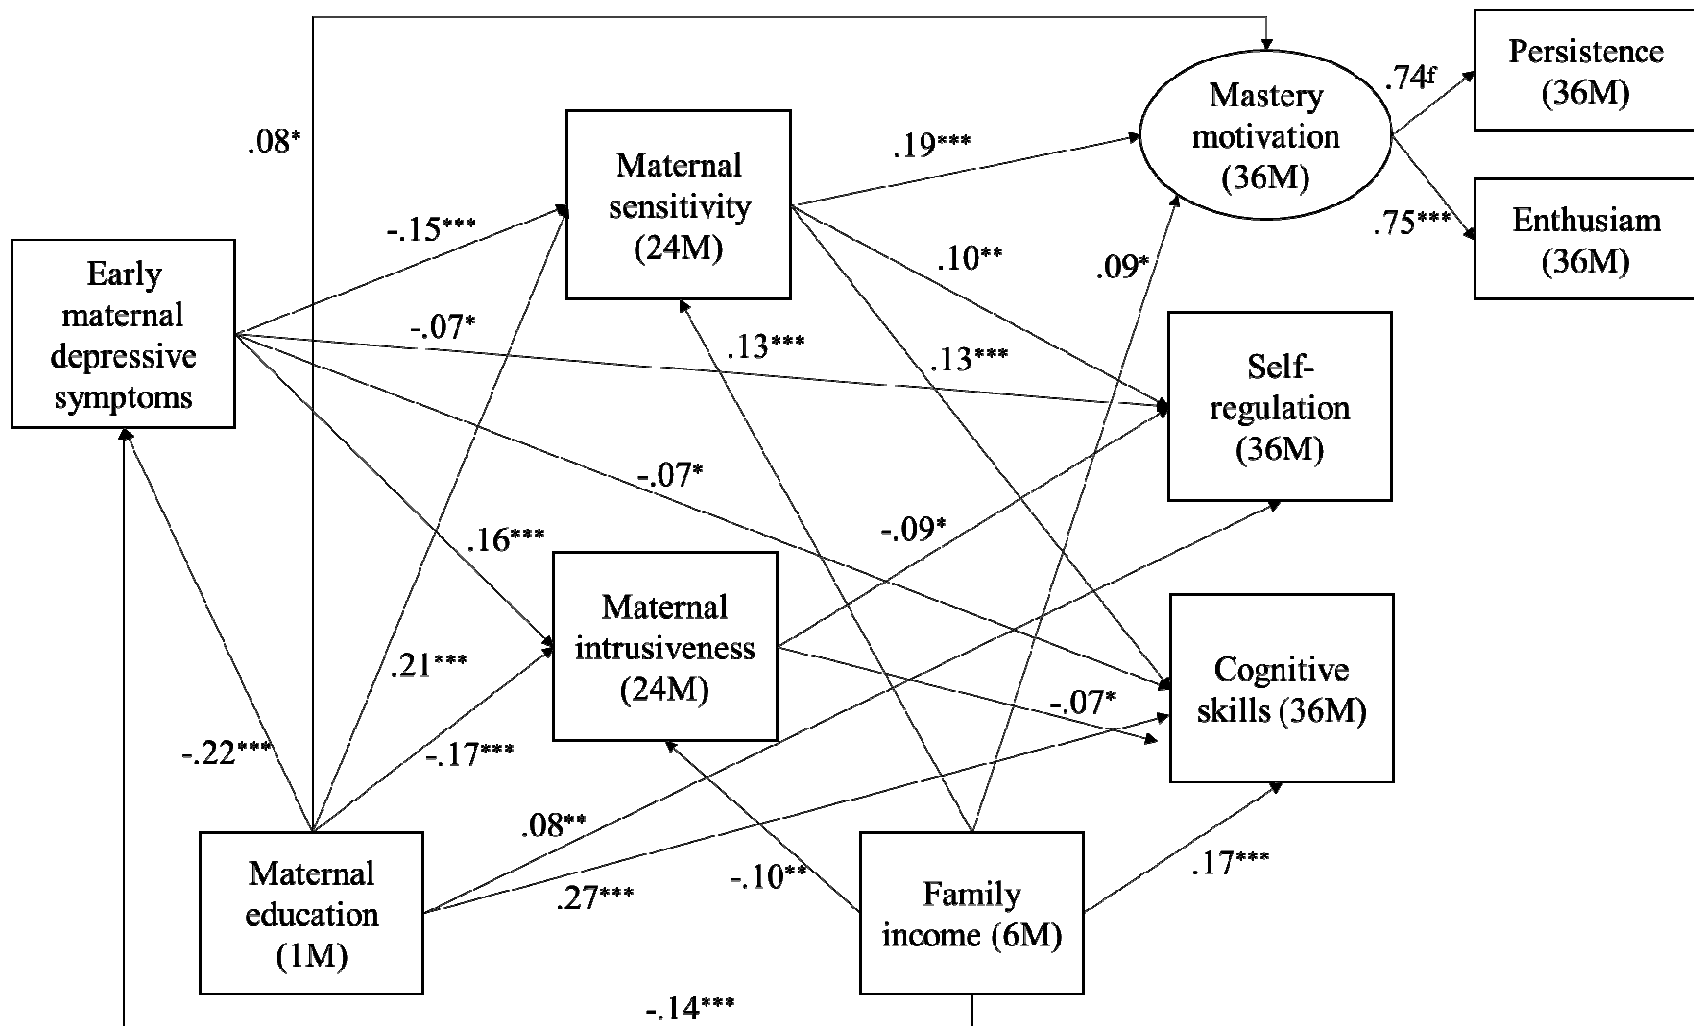 Persistence
(36M)
.74f
Mastery
motivation
(36M)
.08*
.19***
Maternal
sensitivity
(24M)
Enthusiam
(36M)
.75***
-.15***
.10**
.09*
Early
maternal
depressive
symptoms
-.07*
.13***
.13***
Self-
regulation
(36M)
-.07*
.16***
-.09*
Maternal
intrusiveness
(24M)
.21***
Cognitive
skills (36M)
-.07*
-.22***
-.17***
.08**
.27***
-.10**
.17***
Maternal
education
(1M)
Family
income (6M)
-.14***